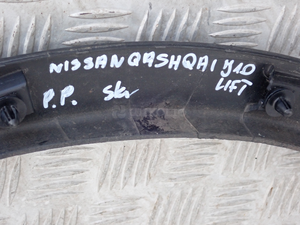 NISSAN QASHQAI J10
LIFT
P.P. Skr